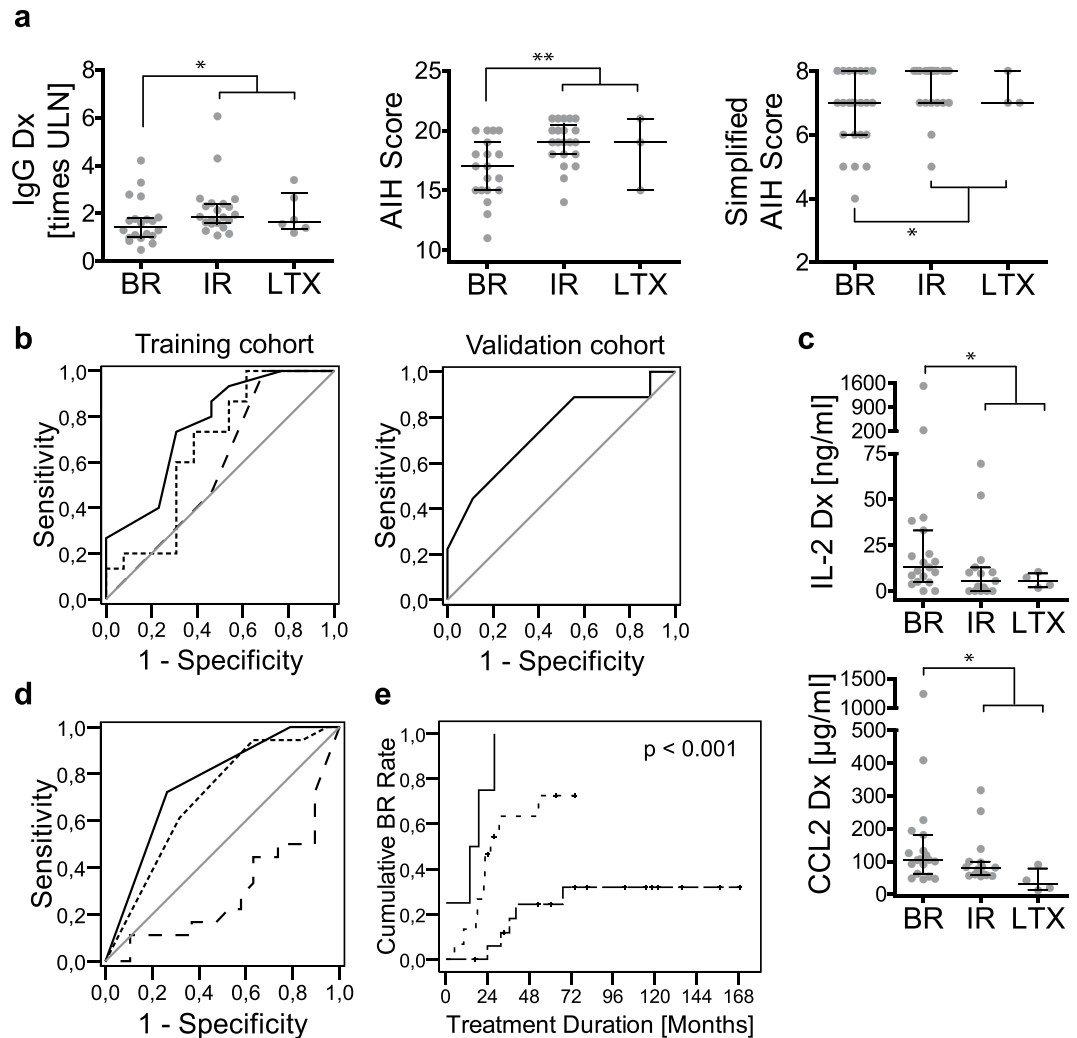 a
IgG Dx
[times ULN]
8
6
4
2
0
*
BR IR LTX
AIH Score
25
20
15
10
**
BR IR LTX
Simplified
AIH Score
8
6
4
2
*
BR IR LTX
b
Training cohort
Sensitivity
1,0
0,8
0,6
0,4
0,2
0,0
0,0 0,2 0,4 0,6 0,8 1,0
1 - Specificity
Validation cohort
Sensitivity
1,0
0,8
0,6
0,4
0,2
0,0
0,0 0,2 0,4 0,6 0,8 1,0
1 - Specificity
c
IL-2 Dx [ng/ml]
1600
900
200
75
50
25
0
*
BR IR LTX
CCL2 Dx [µg/ml]
1500
1000
500
400
300
200
100
0
*
BR IR LTX
d
Sensitivity
1,0
0,8
0,6
0,4
0,2
0,0
0,0 0,2 0,4 0,6 0,8 1,0
1 - Specificity
e
Cumulative BR Rate
1,0
0,8
0,6
0,4
0,2
0,0
p < 0.001
0 24 48 72 96 120 144 168
Treatment Duration [Months]